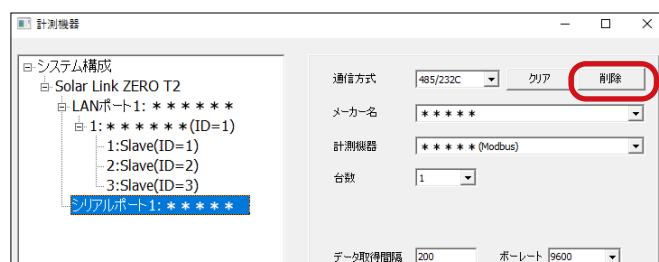 計測機器
システム構成
Solar Link ZERO T2
LANポート1: ＊＊＊＊＊＊
1:＊＊＊＊＊＊(ID=1)
1:Slave(ID=1)
2:Slave(ID=2)
3:Slave(ID=3)
シリアルポート1: ＊＊＊＊＊
通信方式 485/232C クリア 削除
メーカー名 ＊＊＊＊＊
計測機器 ＊＊＊＊＊(Modbus)
台数 1
データ取得間隔 200 ボーレート 9600